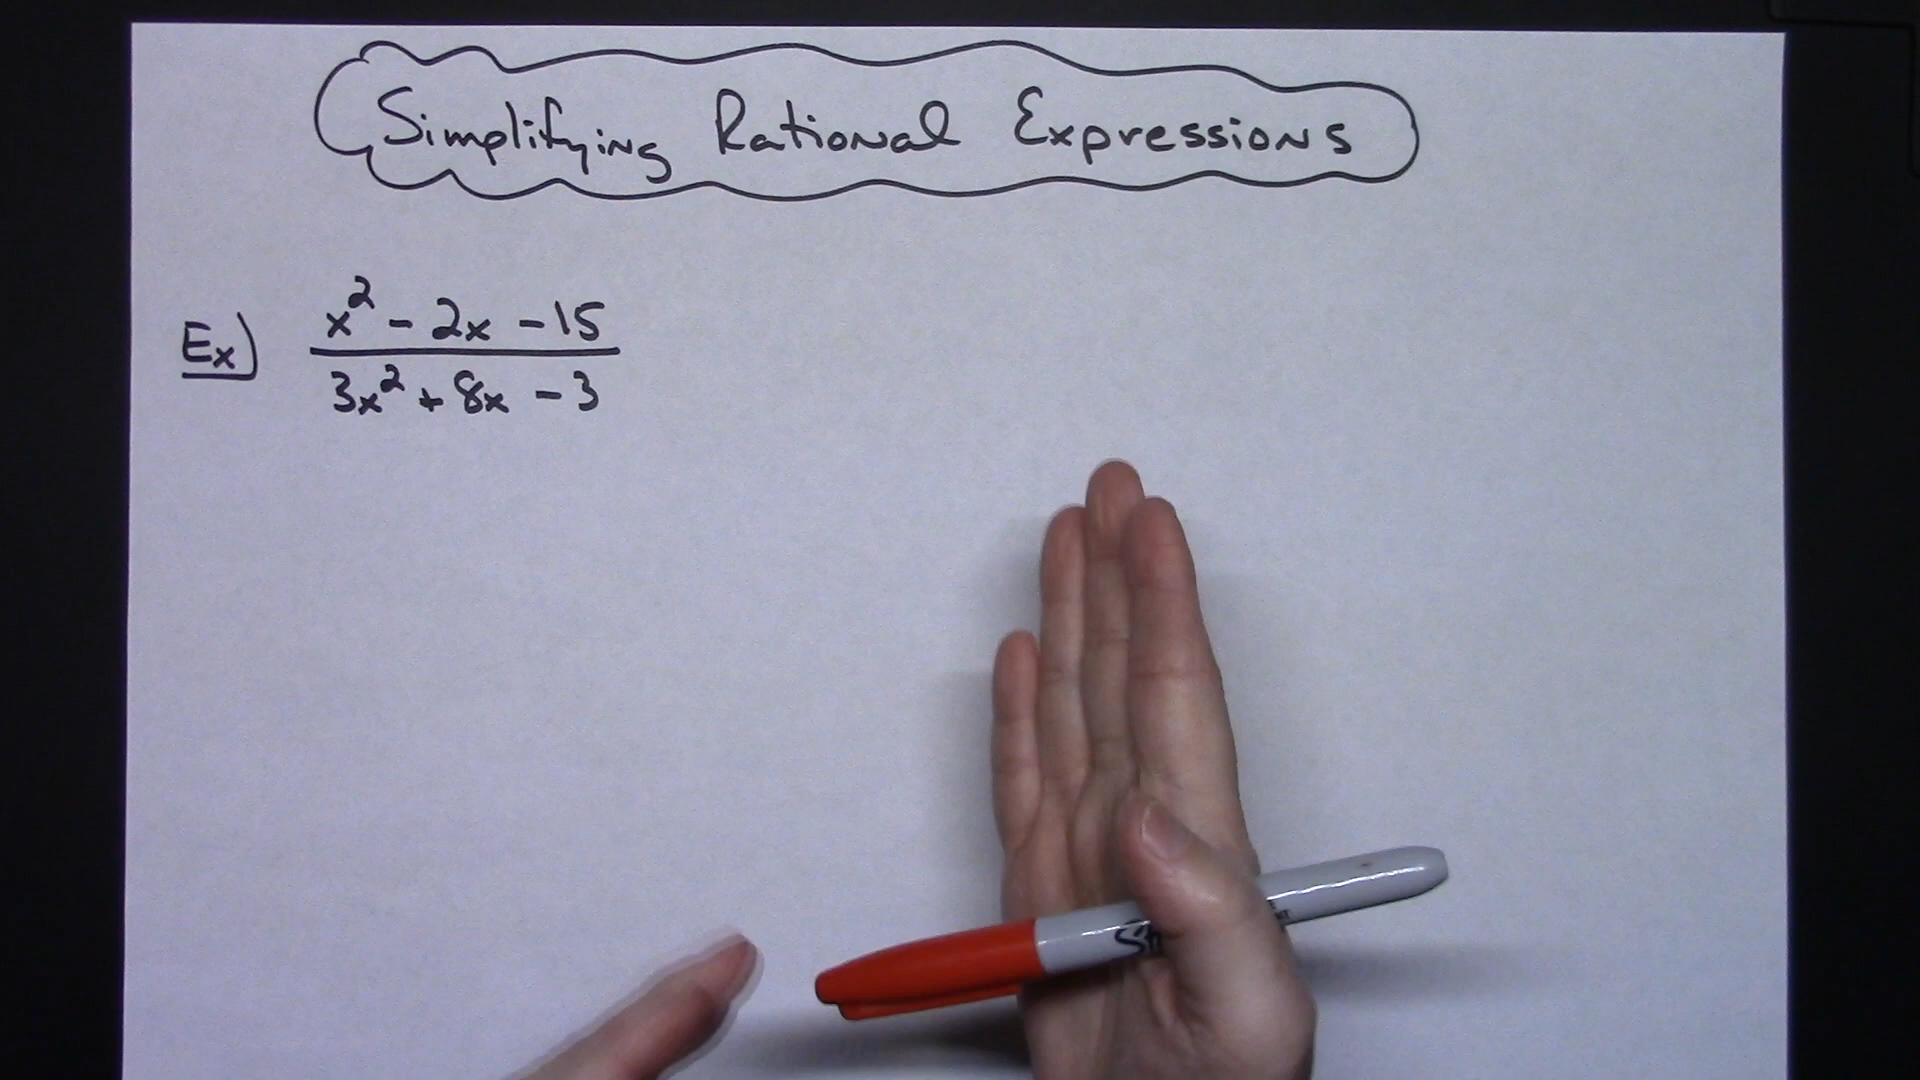 Simplifying Rational Expressions
Ex) x² - 2x - 15
3x² + 8x - 3